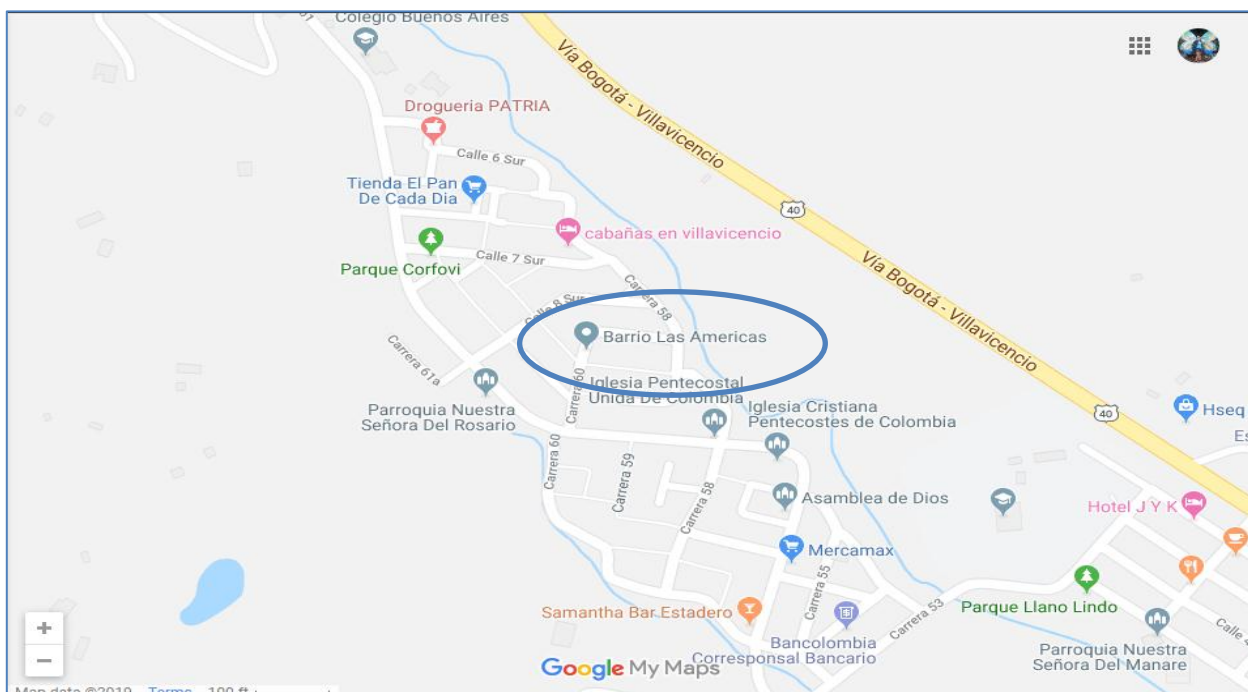 Colegio Buenos Aires
61
Vía Bogotá - Villavicencio
Drogueria PATRIA
Calle 6 Sur
Tienda El Pan
De Cada Dia
40
cabañas en villavicencio
Calle 7 Sur
Parque Corfovi
Vía Bogotá - Villavicencio
Carrera 58
Calle 8 Sur
Barrio Las Americas
Carrera 61a
Carrera 60
Iglesia Pentecostal
Unida De Colombia
Parroquia Nuestra
Señora Del Rosario
Iglesia Cristiana
Pentecostes de Colombia
40
Hseq
Es
Carrera 60
Carrera 59
Carrera 58
Asamblea de Dios
Hotel J Y K
Mercamax
Carrera 55
Carrera 53
Parque Llano Lindo
Samantha Bar Estadero
Bancolombia
Corresponsal Bancario
Calle
Parroquia Nuestra
Señora Del Manare
+
−
Google My Maps
Map data ©2019 Terms 100 ft